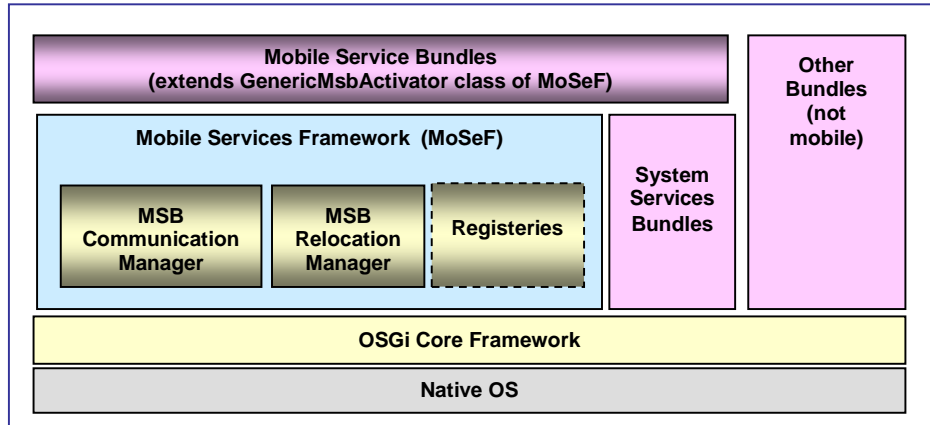 Mobile Service Bundles
(extends GenericMsbActivator class of MoSeF)
Other
Bundles
(not
mobile)
Mobile Services Framework (MoSeF)
MSB
Communication
Manager
MSB
Relocation
Manager
Registeries
System
Services
Bundles
OSGi Core Framework
Native OS